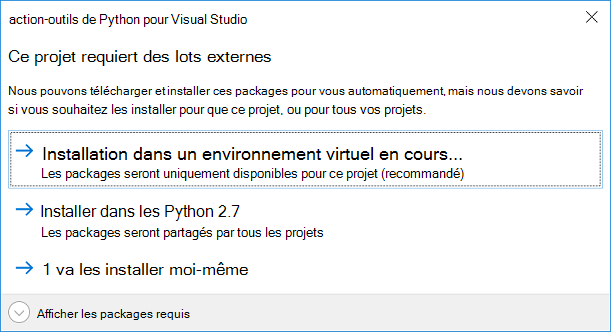 action-outils de Python pour Visual Studio
Ce projet requiert des lots externes
Nous pouvons télécharger et installer ces packages pour vous automatiquement, mais nous devons savoir
si vous souhaitez les installer pour que ce projet, ou pour tous vos projets.
Installation dans un environnement virtuel en cours...
Les packages seront uniquement disponibles pour ce projet (recommandé)
Installer dans les Python 2.7
Les packages seront partagés par tous les projets
1 va les installer moi-même
Afficher les packages requis